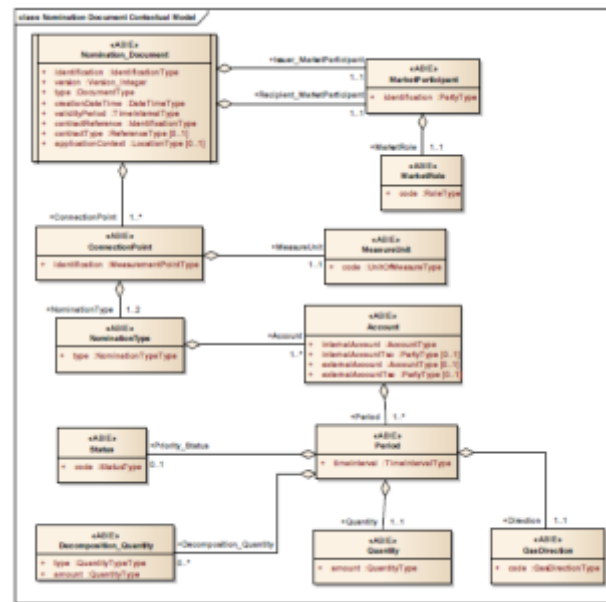 class Nomination Document Contextual Model
«ABIE»
Nomination_Document
+ identification :IdentificationType
+ version :Version_Integer
+ type :DocumentType
+ creationDateTime :DateTimeType
+ validityPeriod :TimeIntervalType
+ contractReference :IdentificationType
+ contractType :ReferenceType [0..1]
+ applicationContext :LocationType [0..1]
+Issuer_MarketParticipant
1..1
+Recipient_MarketParticipant
1..1
«ABIE»
MarketParticipant
+ identification :PartyType
+MarketRole
1..1
«ABIE»
MarketRole
+ code :RoleType
+ConnectionPoint
1..*
«ABIE»
ConnectionPoint
+ identification :MeasurementPointType
+MeasureUnit
1..1
«ABIE»
MeasureUnit
+ code :UnitOfMeasureType
+NominationType
1..2
«ABIE»
NominationType
+ type :NominationTypeType
+Account
1..*
«ABIE»
Account
+ internalAccount :AccountType
+ internalAccountTso :PartyType [0..1]
+ externalAccount :AccountType [0..1]
+ externalAccountTso :PartyType [0..1]
+Period
1..*
«ABIE»
Status
+ code :StatusType
+Priority_Status
0..1
«ABIE»
Period
+ timeInterval :TimeIntervalType
+Decomposition_Quantity
0..*
«ABIE»
Decomposition_Quantity
+ type :QuantityTypeType
+ amount :QuantityType
+Quantity
1..1
«ABIE»
Quantity
+ amount :QuantityType
+Direction
1..1
«ABIE»
GasDirection
+ code :GasDirectionType